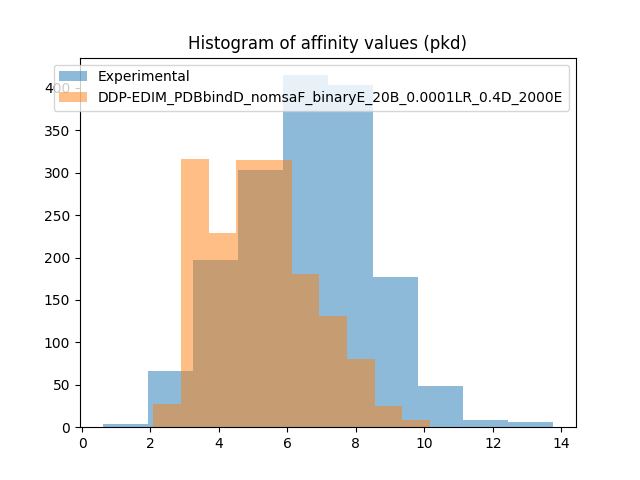 Histogram of affinity values (pkd)
Experimental
DDP-EDIM_PDBbindD_nomsaF_binaryE_20B_0.0001LR_0.4D_2000E
400
350
300
250
200
150
100
50
0
0 2 4 6 8 10 12 14